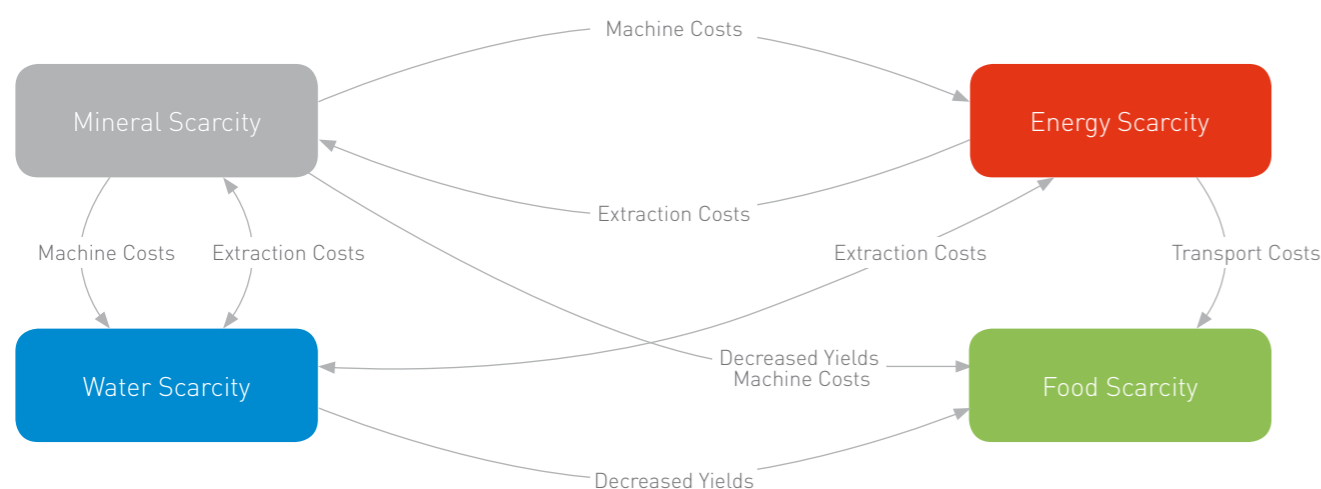 Machine Costs
Mineral Scarcity
Energy Scarcity
Extraction Costs
Machine Costs
Extraction Costs
Extraction Costs
Transport Costs
Decreased Yields
Machine Costs
Water Scarcity
Food Scarcity
Decreased Yields